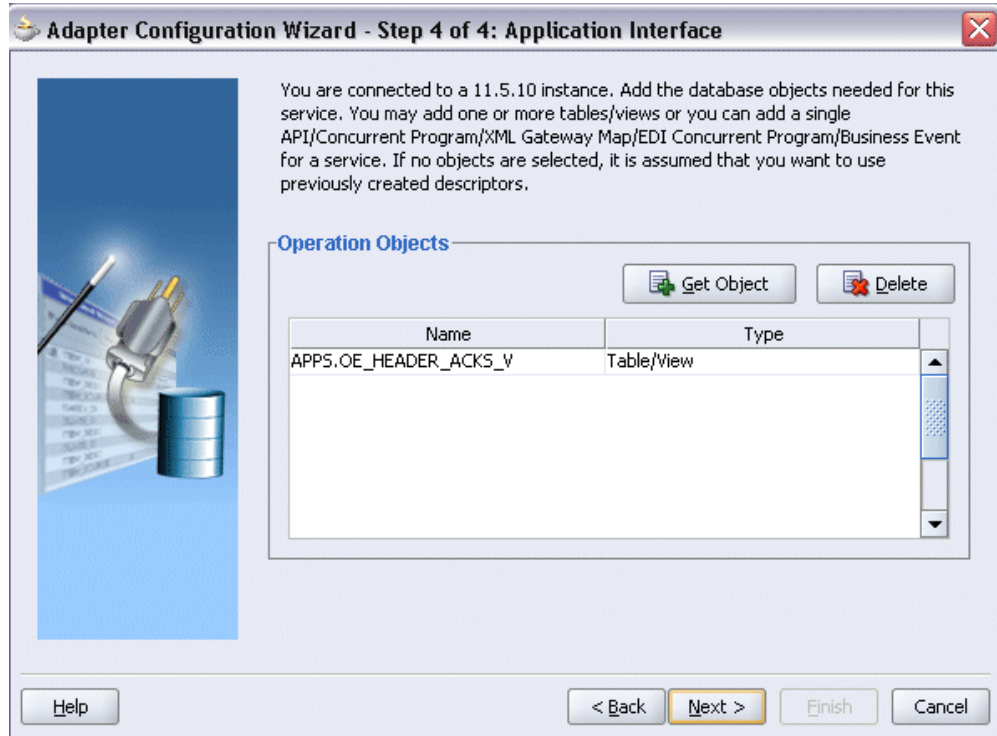 Adapter Configuration Wizard - Step 4 of 4: Application Interface
You are connected to a 11.5.10 instance. Add the database objects needed for this
service. You may add one or more tables/views or you can add a single
API/Concurrent Program/XML Gateway Map/EDI Concurrent Program/Business Event
for a service. If no objects are selected, it is assumed that you want to use
previously created descriptors.
Operation Objects
Get Object Delete
Name Type
APPS.OE_HEADER_ACKS_V Table/View
Help < Back Next > Finish Cancel